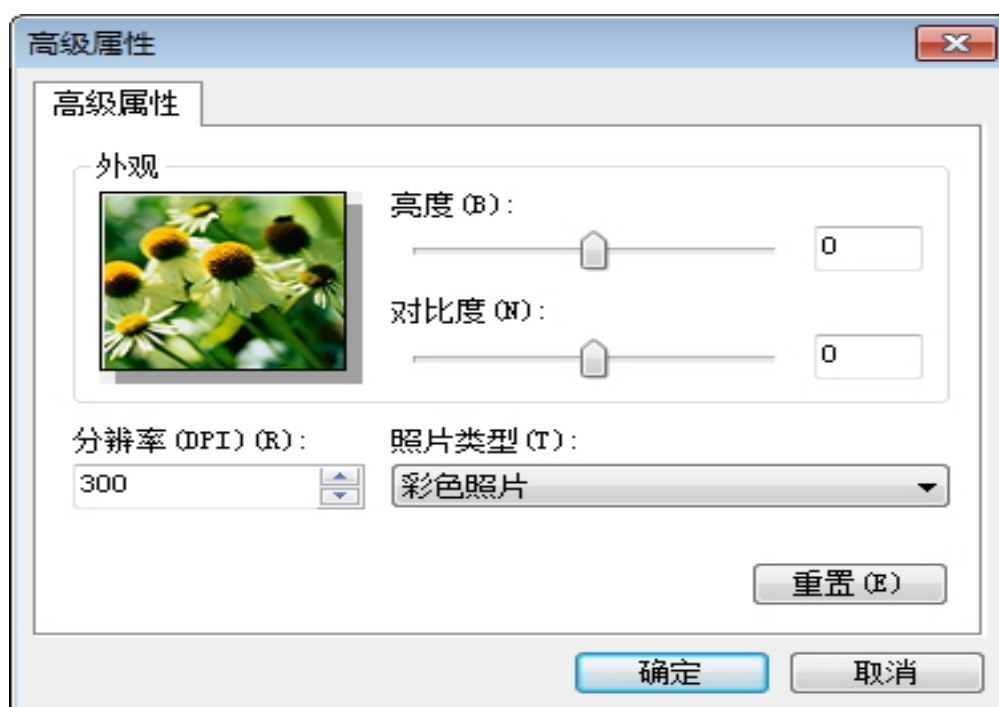 高级属性
高级属性
外观
亮度(B):
0
对比度(N):
0
分辨率(DPI)(R):
照片类型(T):
300
彩色照片
重置(E)
确定
取消